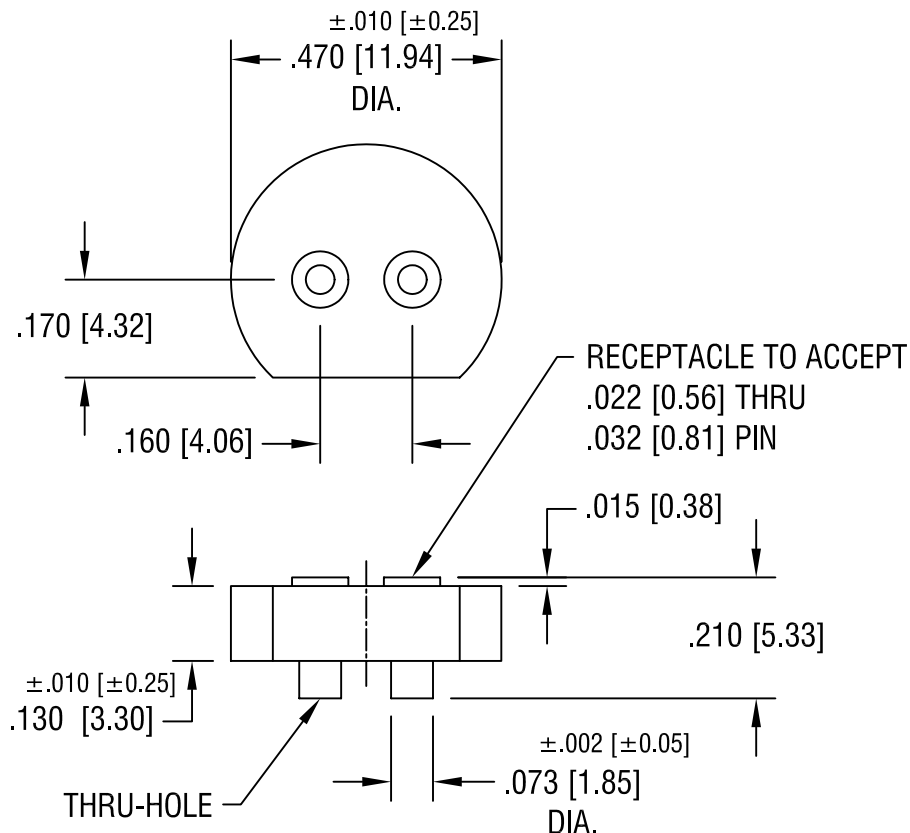 ±.010 [±0.25]
.470 [11.94]
DIA.
.170 [4.32]
.160 [4.06]
RECEPTACLE TO ACCEPT
.022 [0.56] THRU
.032 [0.81] PIN
.015 [0.38]
.210 [5.33]
±.010 [±0.25]
.130 [3.30]
±.002 [±0.05]
.073 [1.85]
DIA.
THRU-HOLE